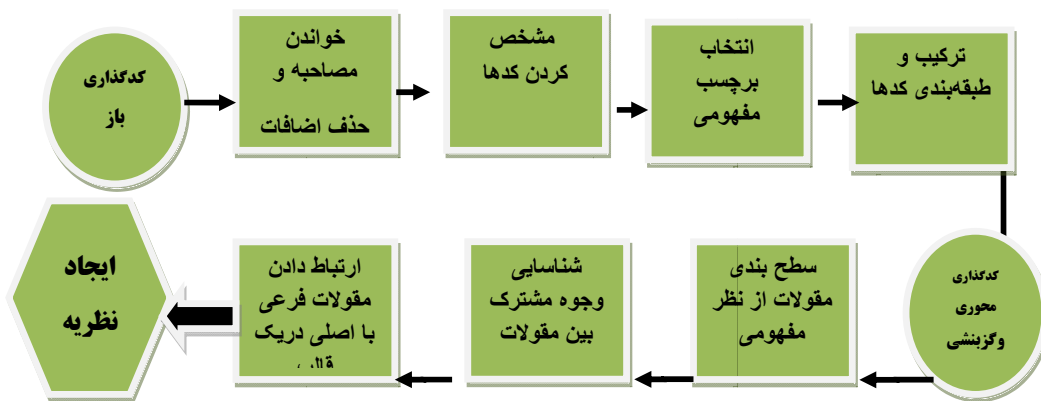 کدگذاری
باز
خواندن
مصاحبه و
حذف اضافات
مشخص
کردن کدها
انتخاب
برچسب
مفهومی
ترکیب و
طبقه‌بندی کدها
کدگذاری
محوری
وگزینشی
سطح بندی
مقولات از نظر
مفهومی
شناسایی
وجوه مشترک
بین مقولات
ارتباط دادن
مقولات فرعی
با اصلی دریک
ایجاد
نظریه